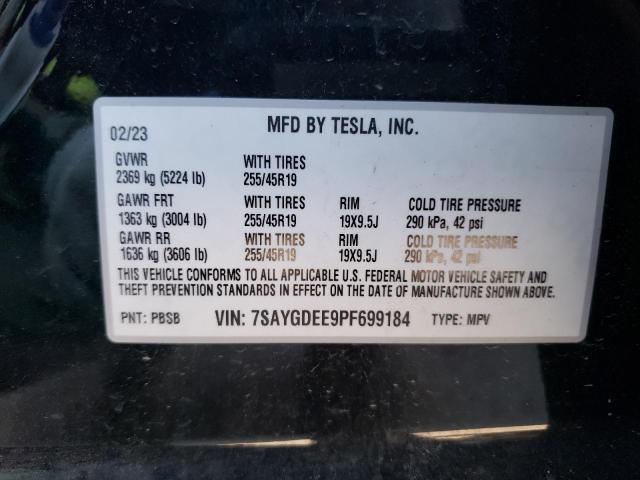 02/23 MFD BY TESLA, INC.
GVWR WITH TIRES
2369 kg (5224 lb) 255/45R19
GAWR FRT WITH TIRES RIM COLD TIRE PRESSURE
1363 kg (3004 lb) 255/45R19 19X9.5J 290 kPa, 42 psi
GAWR RR WITH TIRES RIM COLD TIRE PRESSURE
1636 kg (3606 lb) 255/45R19 19X9.5J 290 kPa, 42 psi
THIS VEHICLE CONFORMS TO ALL APPLICABLE U.S. FEDERAL MOTOR VEHICLE SAFETY AND
THEFT PREVENTION STANDARDS IN EFFECT ON THE DATE OF MANUFACTURE SHOWN ABOVE.
PNT: PBSB VIN: 7SAYGDEE9PF699184 TYPE: MPV